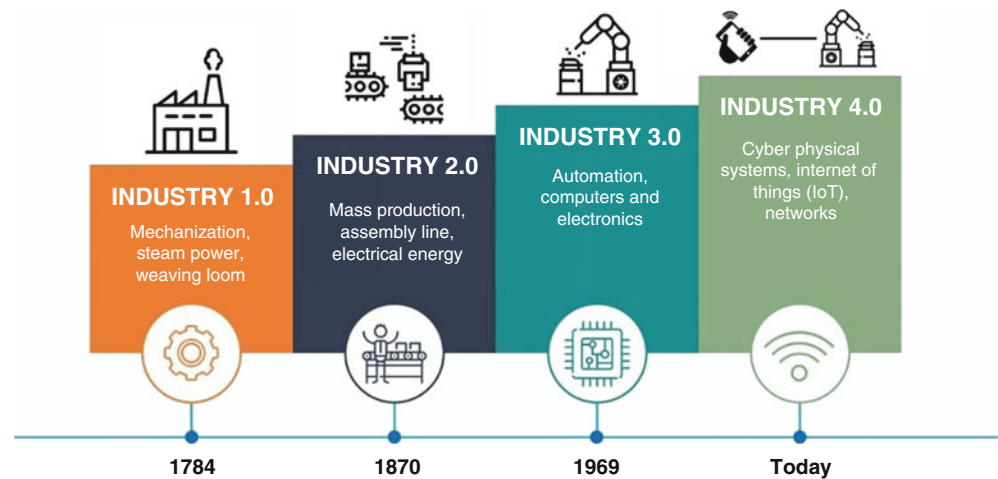 INDUSTRY 1.0
Mechanization,
steam power,
weaving loom
INDUSTRY 2.0
Mass production,
assembly line,
electrical energy
INDUSTRY 3.0
Automation,
computers and
electronics
INDUSTRY 4.0
Cyber physical
systems, internet of
things (IoT),
networks
1784
1870
1969
Today